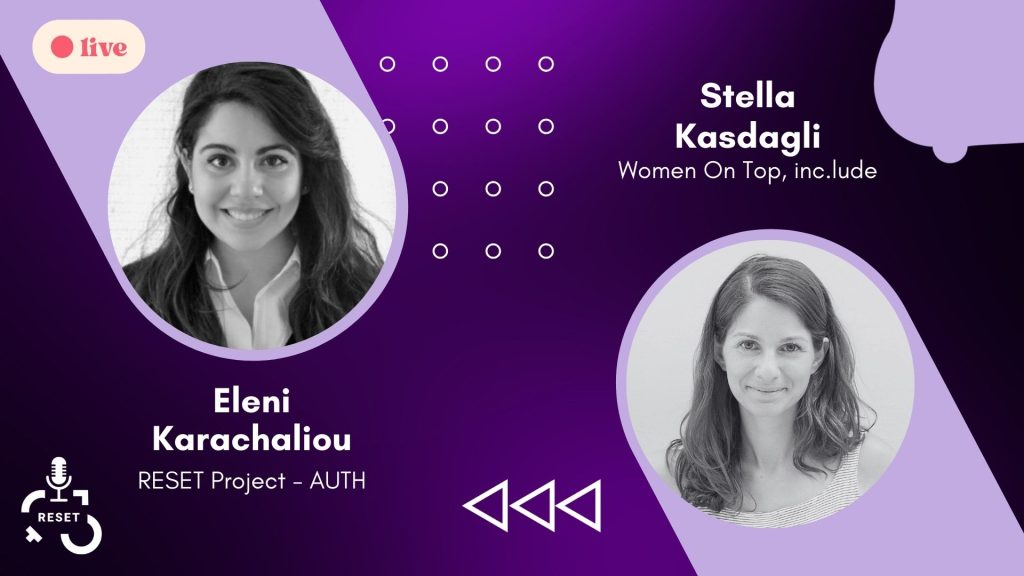 live
Stella
Kasdagli
Women On Top, inc.lude
Eleni
Karachaliou
RESET Project - AUTH
RESET